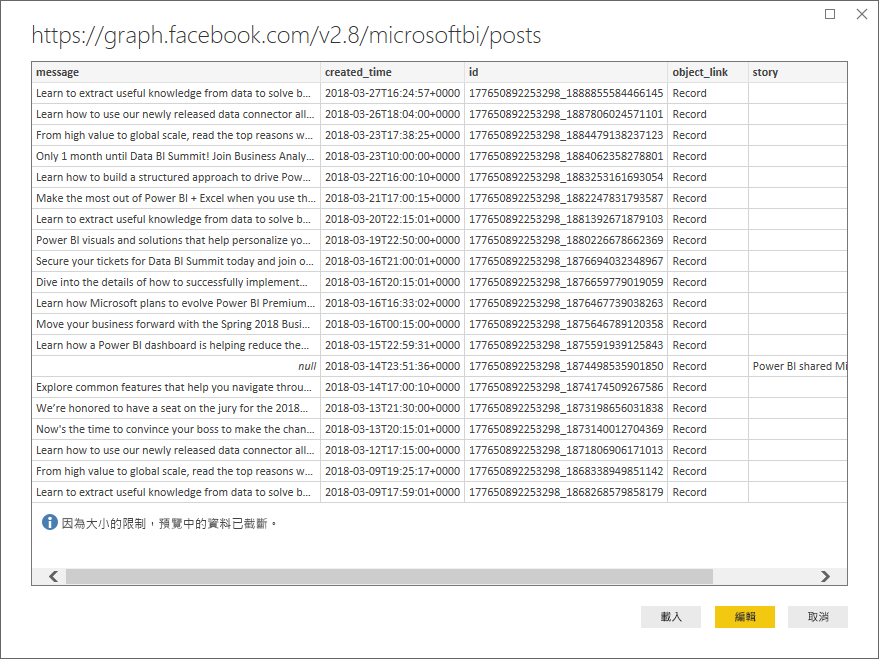 https://graph.facebook.com/v2.8/microsoftbi/posts
message created_time id object_link story
Learn to extract useful knowledge from data to solve b... 2018-03-27T16:24:57+0000 177650892253298_1888855584466145 Record
Learn how to use our newly released data connector all... 2018-03-26T18:04:00+0000 177650892253298_1887806024571101 Record
From high value to global scale, read the top reasons w... 2018-03-23T17:38:25+0000 177650892253298_1884479138237123 Record
Only 1 month until Data BI Summit! Join Business Analy... 2018-03-23T10:00:00+0000 177650892253298_1884062358278801 Record
Learn how to build a structured approach to drive Pow... 2018-03-22T16:00:10+0000 177650892253298_1883253161693054 Record
Make the most out of Power BI + Excel when you use th... 2018-03-21T17:00:15+0000 177650892253298_1882247831793587 Record
Learn to extract useful knowledge from data to solve b... 2018-03-20T22:15:01+0000 177650892253298_1881392671879103 Record
Power BI visuals and solutions that help personalize yo... 2018-03-19T22:50:00+0000 177650892253298_1880226678662369 Record
Secure your tickets for Data BI Summit today and join o... 2018-03-16T21:00:01+0000 177650892253298_1876694032348967 Record
Dive into the details of how to successfully implement... 2018-03-16T20:15:01+0000 177650892253298_1876659779019059 Record
Learn how Microsoft plans to evolve Power BI Premium... 2018-03-16T16:33:02+0000 177650892253298_1876467739038263 Record
Move your business forward with the Spring 2018 Busi... 2018-03-16T00:15:00+0000 177650892253298_1875646789120358 Record
Learn how a Power BI dashboard is helping reduce the... 2018-03-15T22:59:31+0000 177650892253298_1875591939125843 Record
null 2018-03-14T23:51:36+0000 177650892253298_1874498535901850 Record Power BI shared Mi
Explore common features that help you navigate throu... 2018-03-14T17:00:10+0000 177650892253298_1874174509267586 Record
We’re honored to have a seat on the jury for the 2018... 2018-03-13T21:30:00+0000 177650892253298_1873198656031838 Record
Now's the time to convince your boss to make the chan... 2018-03-13T20:15:01+0000 177650892253298_1873140012704369 Record
Learn how to use our newly released data connector all... 2018-03-12T17:15:00+0000 177650892253298_1871806906171013 Record
From high value to global scale, read the top reasons w... 2018-03-09T19:25:17+0000 177650892253298_1868338949851142 Record
Learn to extract useful knowledge from data to solve b... 2018-03-09T17:59:01+0000 177650892253298_1868268579858179 Record
因為大小的限制，預覽中的資料已截斷。
載入 編輯 取消